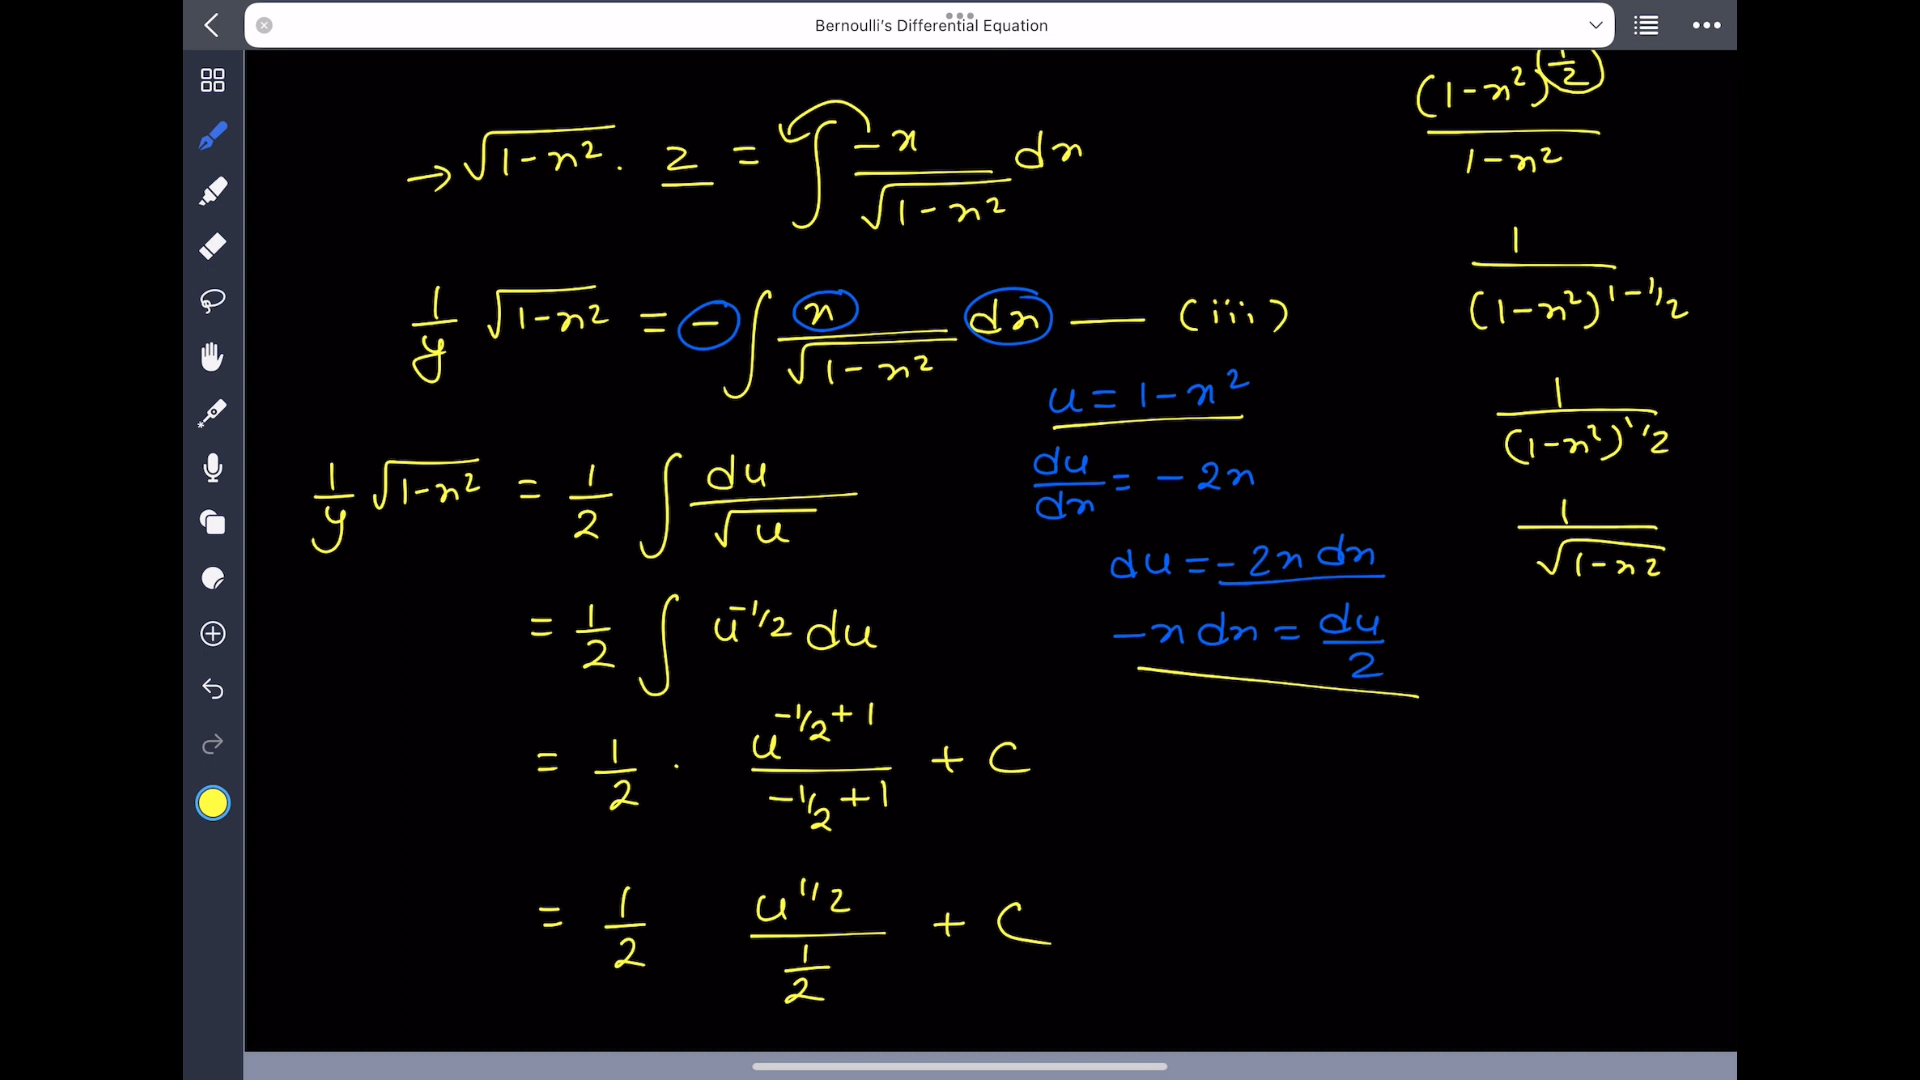 Bernoulli's Differential Equation
→ √(1-x²) . z = ∫ -x/√(1-x²) dx
1/y √(1-x²) = - ∫ x/√(1-x²) dx — (iii)
u = 1-x²
du/dx = -2x
du = -2x dx
-x dx = du/2
1/y √(1-x²) = 1/2 ∫ du/√u
= 1/2 ∫ u^(-1/2) du
= 1/2 . u^(-1/2+1)/(-1/2+1) + C
= 1/2 u^(1/2)/(1/2) + C
(1-x²)^(1/2)/(1-x²)
1/(1-x²)^(1-1/2)
1/(1-x²)^(1/2)
1/√(1-x²)